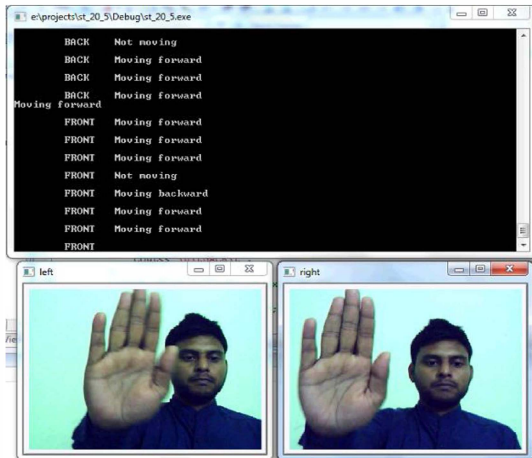 e:\projects\st_20_5\Debug\st_20_5.exe
BACK Not moving
BACK Moving forward
BACK Moving forward
BACK Moving forward
Moving forward
FRONT Moving forward
FRONT Moving forward
FRONT Moving forward
FRONT Not moving
FRONT Moving backward
FRONT Moving forward
FRONT Moving forward
FRONT
left
right